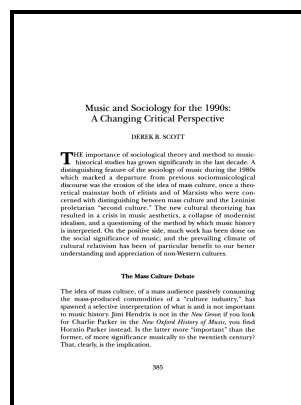 Music and Sociology for the 1990s:
A Changing Critical Perspective
DEREK B. SCOTT
THE importance of sociological theory and method to music-
historical studies has grown significantly in the last decade. A
distinguishing feature of the sociology of music during the 1980s
which marked a departure from previous sociomusicological
discourse was the erosion of the idea of mass culture, once a theo-
retical mainstay both of elitists and of Marxists who were con-
cerned with distinguishing between mass culture and the Leninist
proletarian "second culture." The new cultural theorizing has
resulted in a crisis in music aesthetics, a collapse of modernist
idealism, and a questioning of the method by which music history
is interpreted. On the positive side, much work has been done on
the social significance of music; and the prevailing climate of
cultural relativism has been of particular benefit to our better
understanding and appreciation of non-Western cultures.
The Mass Culture Debate
The idea of mass culture, of a mass audience passively consuming
the mass-produced commodities of a "culture industry," has
spawned a selective interpretation of what is and is not important
to music history. Jimi Hendrix is not in the New Grove; if you look
for Charlie Parker in the New Oxford History of Music, you find
Horatio Parker instead. Is the latter more "important" than the
former, of more significance musically to the twentieth century?
That, clearly, is the implication.
385